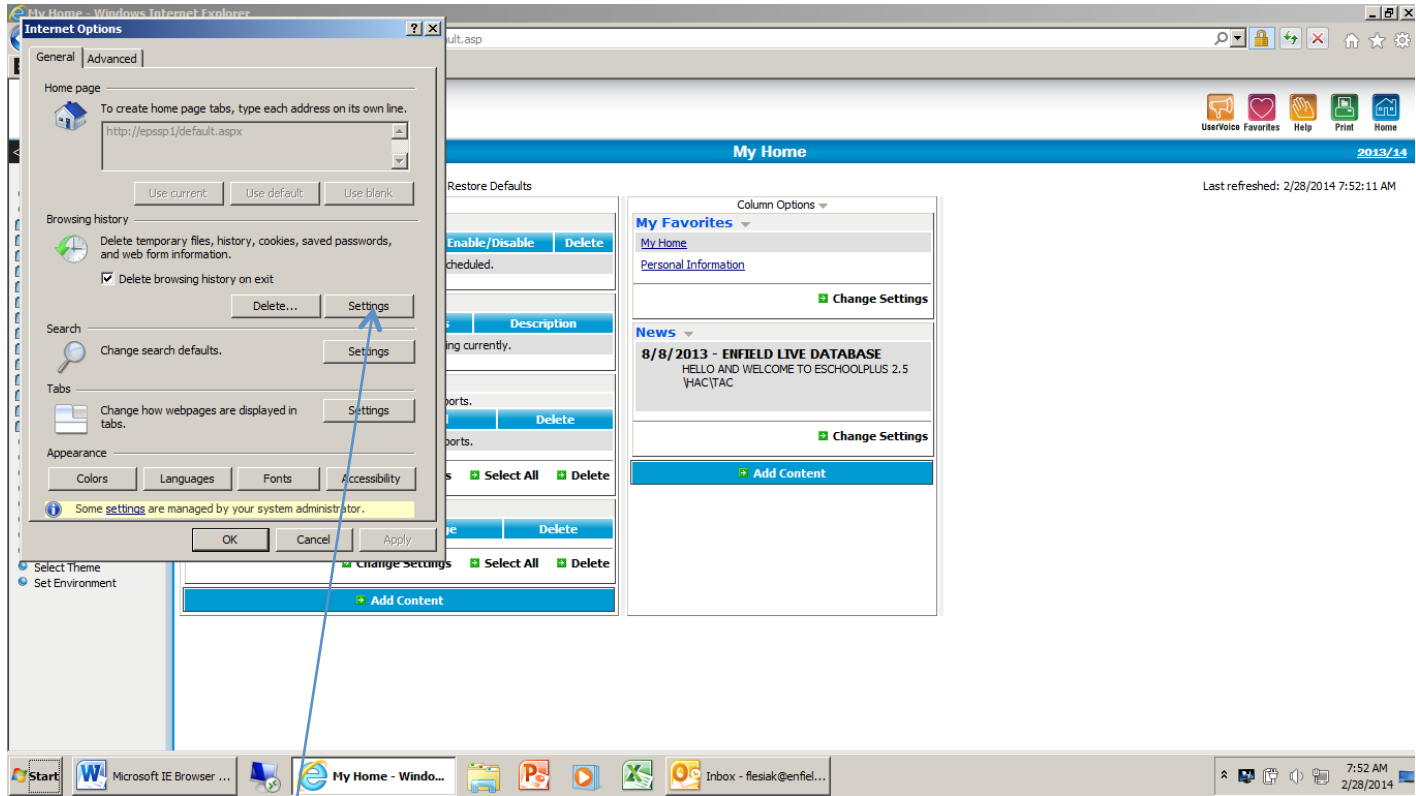 My Home - Windows Internet Explorer
Internet Options
ult.asp
General Advanced
Home page
To create home page tabs, type each address on its own line.
http://epssp1/default.aspx
Use current Use default Use blank
Browsing history
Delete temporary files, history, cookies, saved passwords,
and web form information.
Delete browsing history on exit
Delete... Settings
Search
Change search defaults. Settings
Tabs
Change how webpages are displayed in
tabs.
Settings
Appearance
Colors Languages Fonts Accessibility
Some settings are managed by your system administrator.
OK Cancel Apply
UserVoice Favorites Help Print Home
My Home 2013/14
Restore Defaults Last refreshed: 2/28/2014 7:52:11 AM
Enable/Disable Delete
cheduled.
Description
ing currently.
orts.
Delete
ports.
Select All Delete
Delete
Change Settings Select All Delete
Add Content
Column Options
My Favorites
My Home
Personal Information
Change Settings
News
8/8/2013 - ENFIELD LIVE DATABASE
HELLO AND WELCOME TO ESCHOOLPLUS 2.5
\HAC\TAC
Change Settings
Add Content
Select Theme
Set Environment
Start Microsoft IE Browser ... My Home - Windo... Inbox - flesiak@enfiel...
7:52 AM
2/28/2014